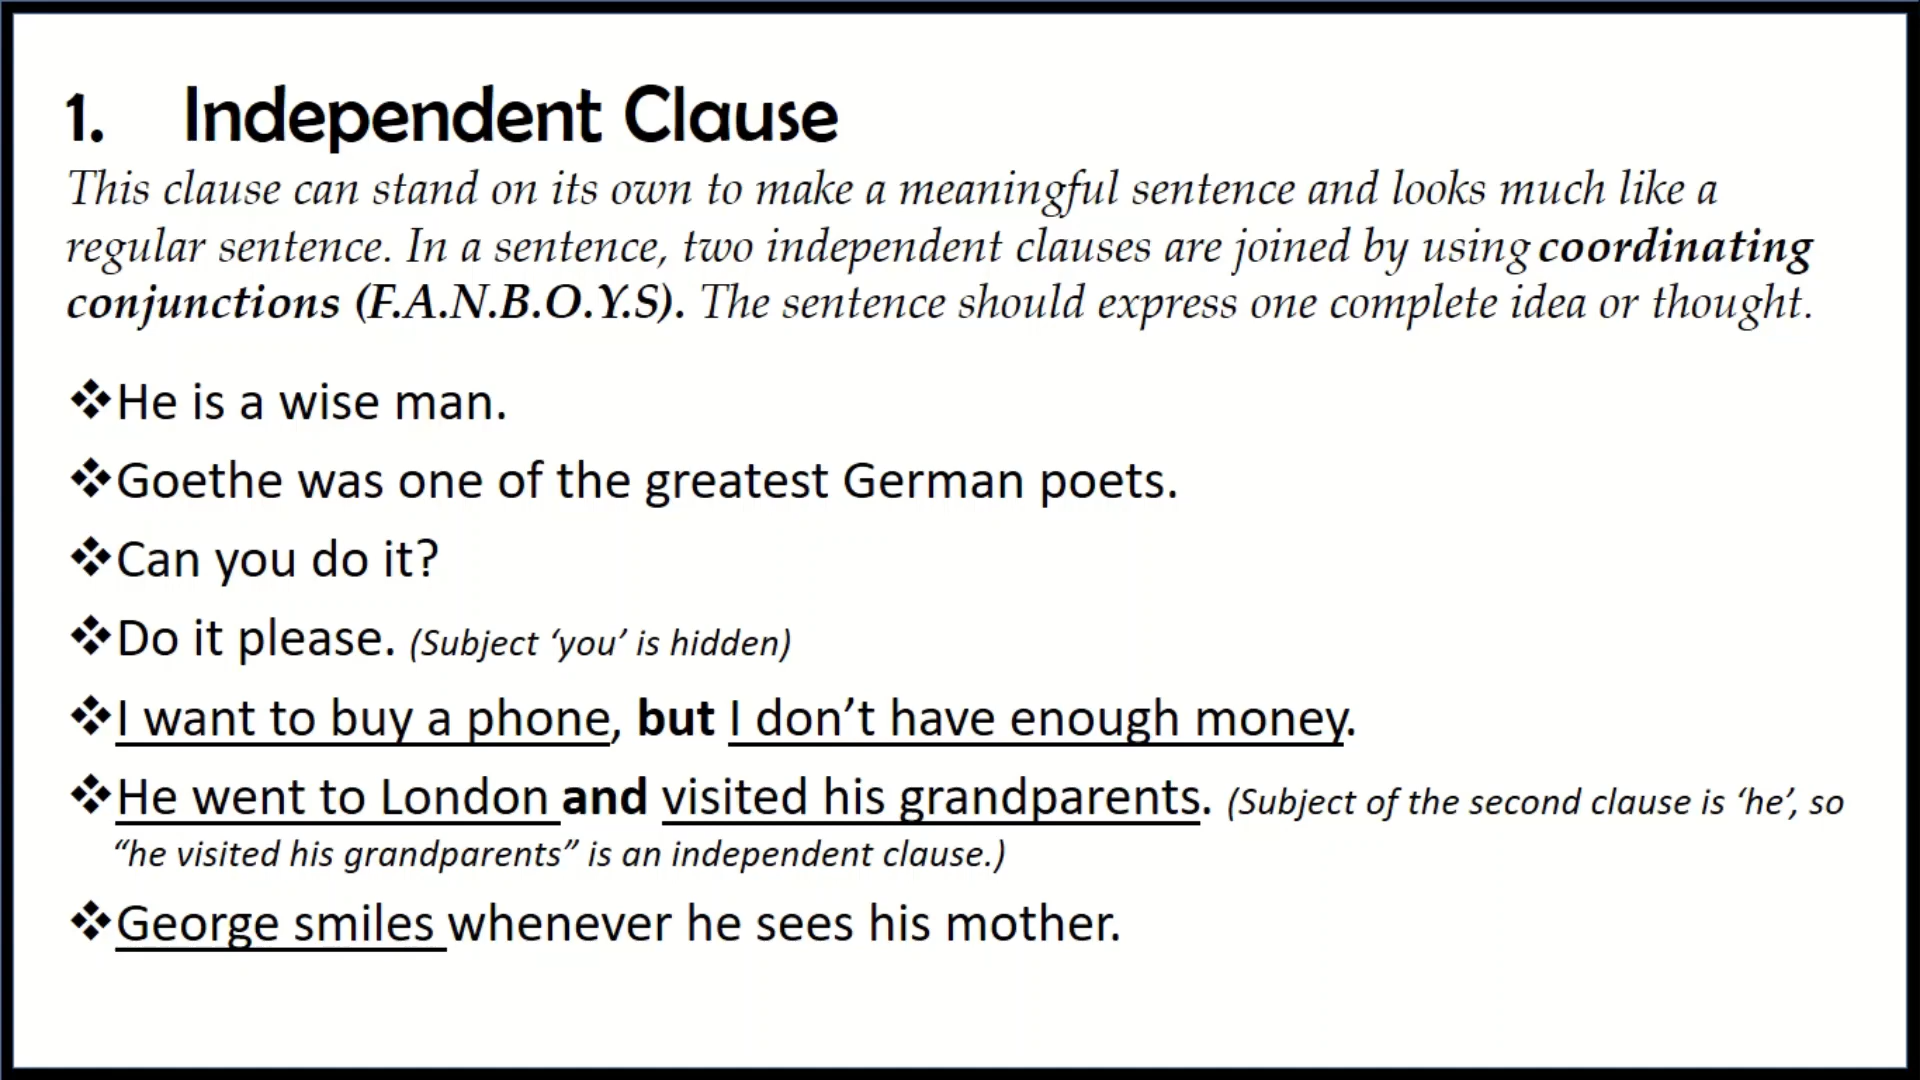 1. Independent Clause
This clause can stand on its own to make a meaningful sentence and looks much like a
regular sentence. In a sentence, two independent clauses are joined by using coordinating
conjunctions (F.A.N.B.O.Y.S). The sentence should express one complete idea or thought.
❖He is a wise man.
❖Goethe was one of the greatest German poets.
❖Can you do it?
❖Do it please. (Subject ‘you’ is hidden)
❖I want to buy a phone, but I don’t have enough money.
❖He went to London and visited his grandparents. (Subject of the second clause is ‘he’, so
“he visited his grandparents” is an independent clause.)
❖George smiles whenever he sees his mother.